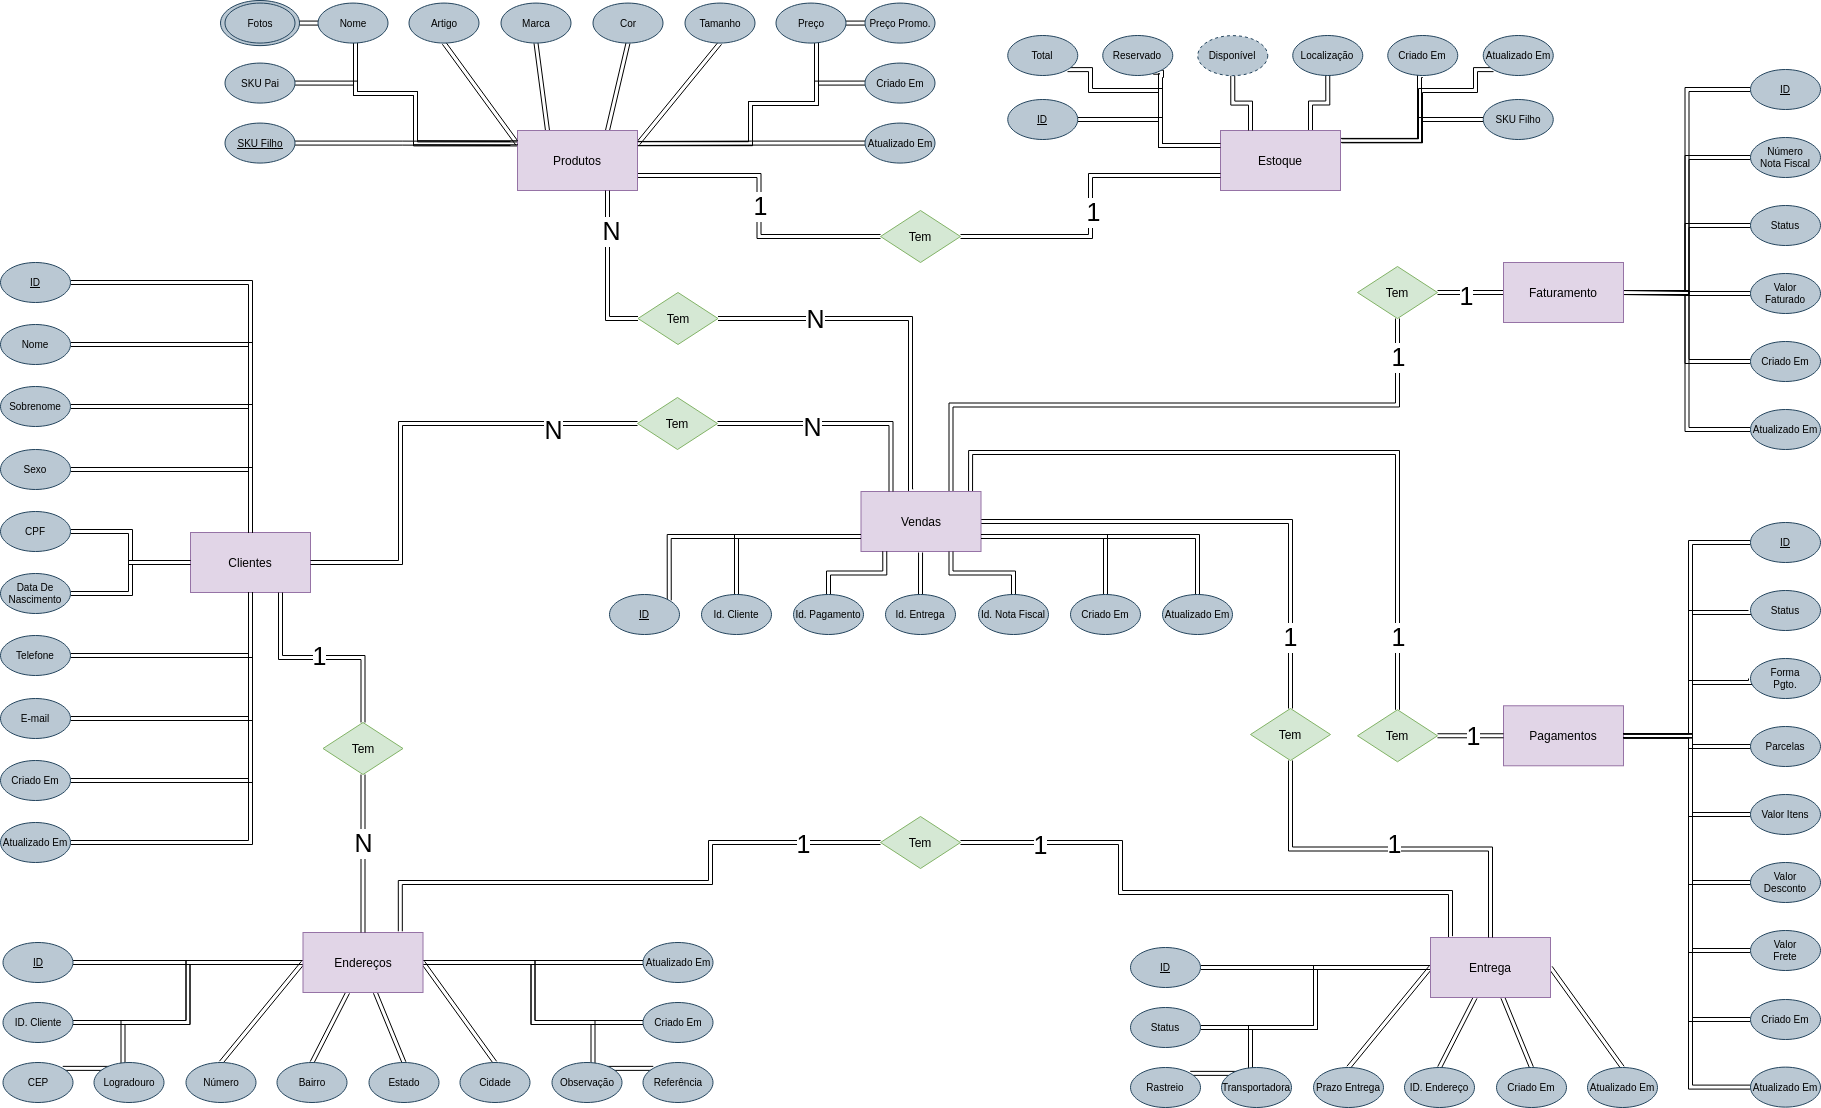 Fotos
Nome
Artigo
Marca
Cor
Tamanho
Preço
Preço Promo.
SKU Pai
Criado Em
SKU Filho
Atualizado Em
Produtos
Total
Reservado
Disponível
Localização
Criado Em
Atualizado Em
ID
SKU Filho
Estoque
1
Tem
1
N
Tem
N
ID
Número
Nota Fiscal
Status
Valor
Faturado
Criado Em
Atualizado Em
Faturamento
Tem
1
1
ID
Nome
Sobrenome
Sexo
CPF
Data De
Nascimento
Telefone
E-mail
Criado Em
Atualizado Em
Clientes
N
Tem
N
Vendas
ID
Id. Cliente
Id. Pagamento
Id. Entrega
Id. Nota Fiscal
Criado Em
Atualizado Em
1
Tem
N
1
1
Tem
Tem
1
Pagamentos
ID
Status
Forma
Pgto.
Parcelas
Valor Itens
Valor
Desconto
Valor
Frete
Criado Em
Atualizado Em
1
Tem
1
1
Endereços
ID
ID. Cliente
CEP
Logradouro
Número
Bairro
Estado
Cidade
Observação
Referência
Criado Em
Atualizado Em
Entrega
ID
Status
Rastreio
Transportadora
Prazo Entrega
ID. Endereço
Criado Em
Atualizado Em